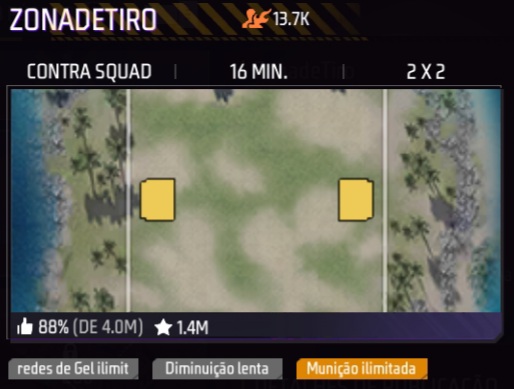 ZONADETIRO 13.7K
CONTRA SQUAD | 16 MIN. | 2 X 2
88% (DE 4.0M) 1.4M
redes de Gel ilimit Diminuição lenta Munição ilimitada